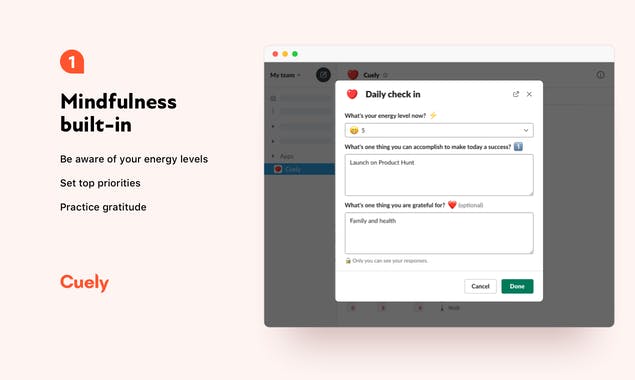 1
Mindfulness
built-in
Be aware of your energy levels
Set top priorities
Practice gratitude
Cuely
My team
Cuely
Apps
Cuely
Daily check in
What's your energy level now?
5
What's one thing you can accomplish to make today a success?
Launch on Product Hunt
What's one thing you are grateful for? (optional)
Family and health
Only you can see your responses.
Cancel
Done